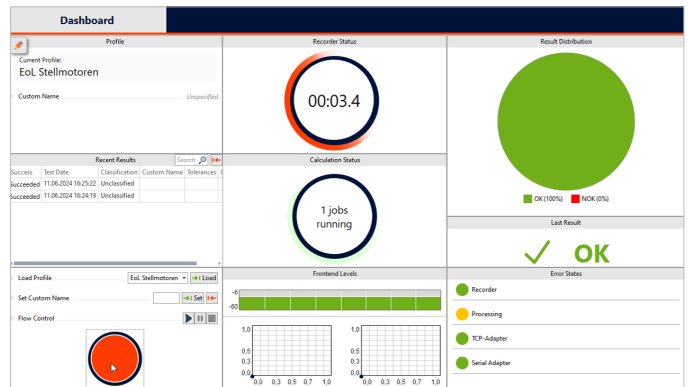 Dashboard
Profile
Current Profile:
EoL Stellmotoren
Custom Name
Unspecified
Recorder Status
00:03.4
Result Distribution
OK (100%) NOK (0%)
Recent Results
Search
Success Test Date Classification Custom Name Tolerances
Succeeded 11.06.2024 16:25:22 Unclassified
Succeeded 11.06.2024 16:24:19 Unclassified
Calculation Status
1 jobs
running
Last Result
OK
Load Profile
EoL Stellmotoren
Load
Set Custom Name
Set
Flow Control
Frontend Levels
-6
-60
1,0
0,5
0,3
0,0
0,0 0,3 0,5 0,7 1,0
1,0
0,5
0,3
0,0
0,0 0,3 0,5 0,7 1,0
Error States
Recorder
Processing
TCP-Adapter
Serial Adapter